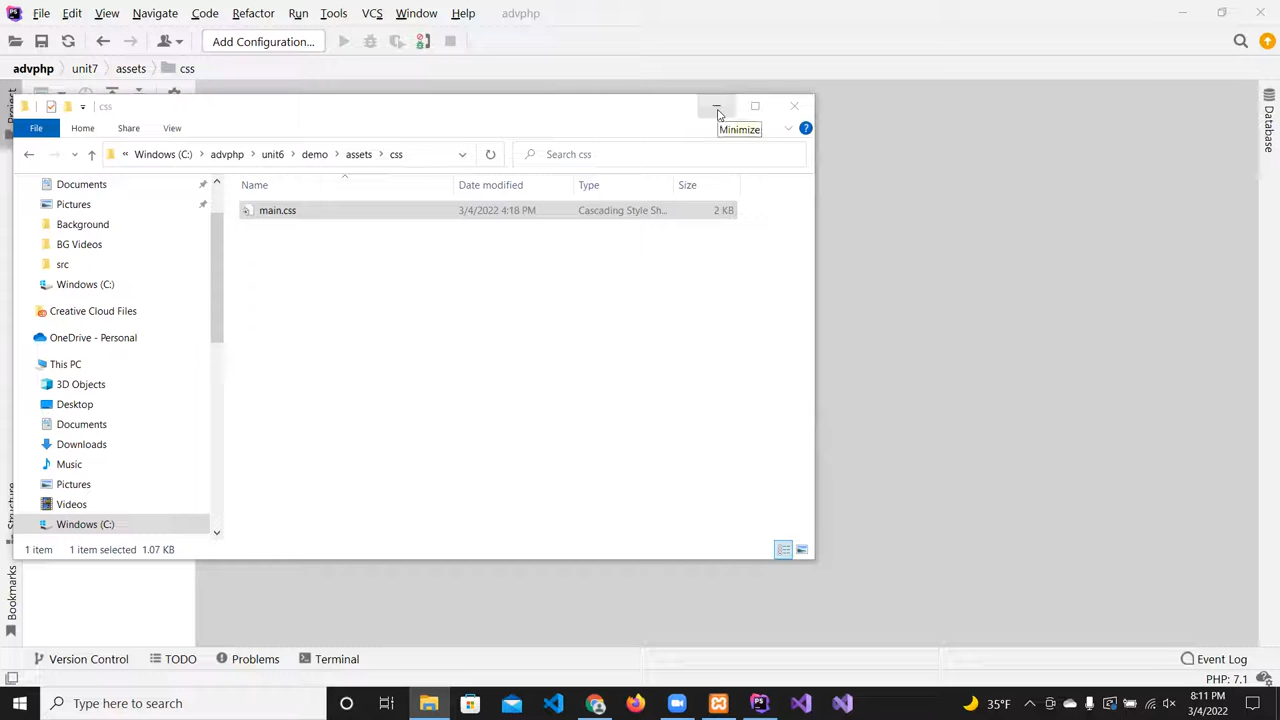 PS File Edit View Navigate Code Refactor Run Tools VCS Window Help advphp
Add Configuration...
advphp unit7 assets css
Project
css
Minimize
File Home Share View
« Windows (C:) advphp unit6 demo assets css
Search css
Name Date modified Type Size
main.css 3/4/2022 4:18 PM Cascading Style Sh... 2 KB
Documents
Pictures
Background
BG Videos
src
Windows (C:)
Creative Cloud Files
OneDrive - Personal
This PC
3D Objects
Desktop
Documents
Downloads
Music
Pictures
Videos
Windows (C:)
1 item 1 item selected 1.07 KB
Database
Structure
Bookmarks
Version Control TODO Problems Terminal Event Log
PHP: 7.1
Type here to search
35°F
8:11 PM
3/4/2022